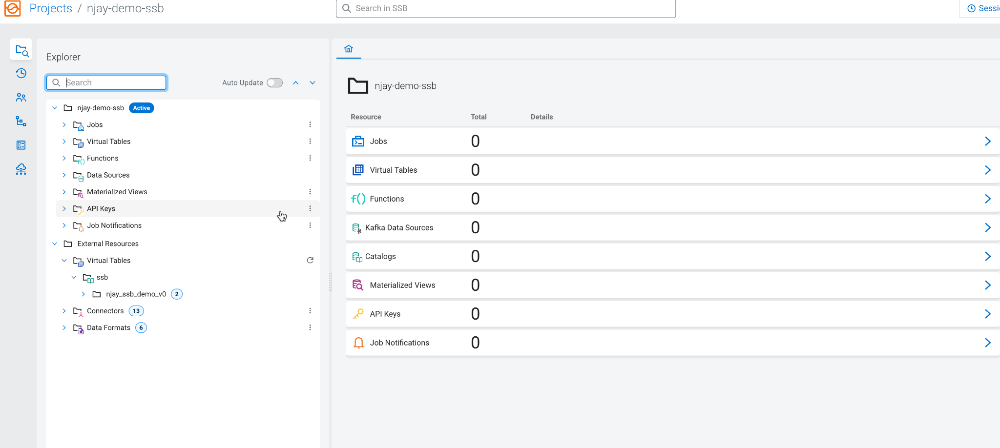 Projects / njay-demo-ssb
Search in SSB
Sessi
Explorer
Search
Auto Update
njay-demo-ssb Active
Jobs
Virtual Tables
f() Functions
Data Sources
Materialized Views
API Keys
Job Notifications
External Resources
Virtual Tables
ssb
njay_ssb_demo_v0 2
Connectors 13
Data Formats 6
njay-demo-ssb
Resource Total Details
Jobs 0
Virtual Tables 0
f() Functions 0
Kafka Data Sources 0
Catalogs 0
Materialized Views 0
API Keys 0
Job Notifications 0